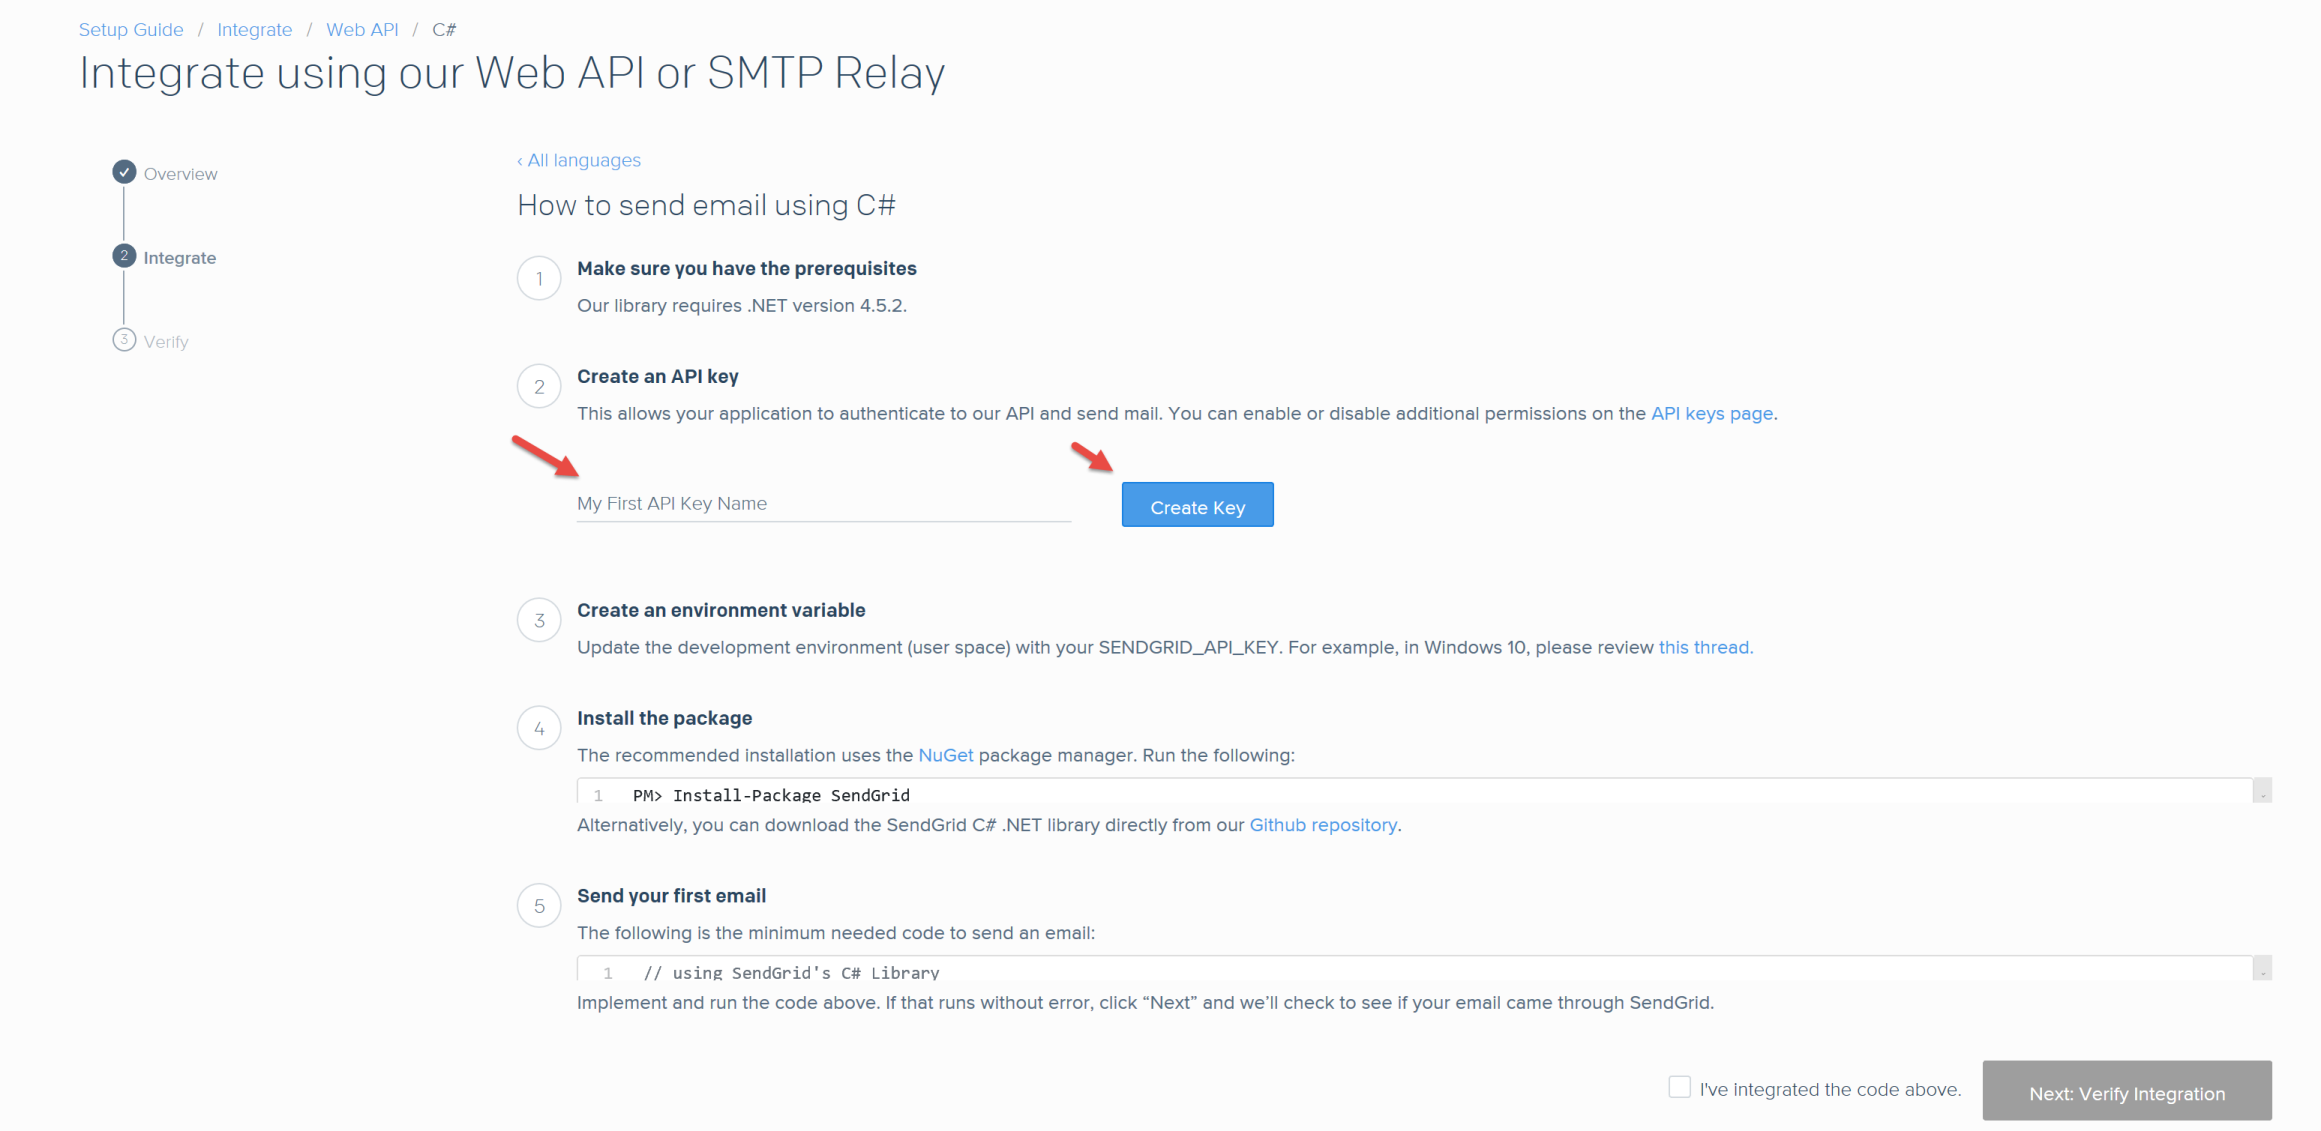 Setup Guide / Integrate / Web API / C#
Integrate using our Web API or SMTP Relay
Overview
2 Integrate
3 Verify
‹ All languages
How to send email using C#
1 Make sure you have the prerequisites
Our library requires .NET version 4.5.2.
2 Create an API key
This allows your application to authenticate to our API and send mail. You can enable or disable additional permissions on the API keys page.
My First API Key Name
Create Key
3 Create an environment variable
Update the development environment (user space) with your SENDGRID_API_KEY. For example, in Windows 10, please review this thread.
4 Install the package
The recommended installation uses the NuGet package manager. Run the following:
1 PM> Install-Package SendGrid
Alternatively, you can download the SendGrid C# .NET library directly from our Github repository.
5 Send your first email
The following is the minimum needed code to send an email:
1 // using SendGrid's C# Library
Implement and run the code above. If that runs without error, click “Next” and we’ll check to see if your email came through SendGrid.
I've integrated the code above.
Next: Verify Integration